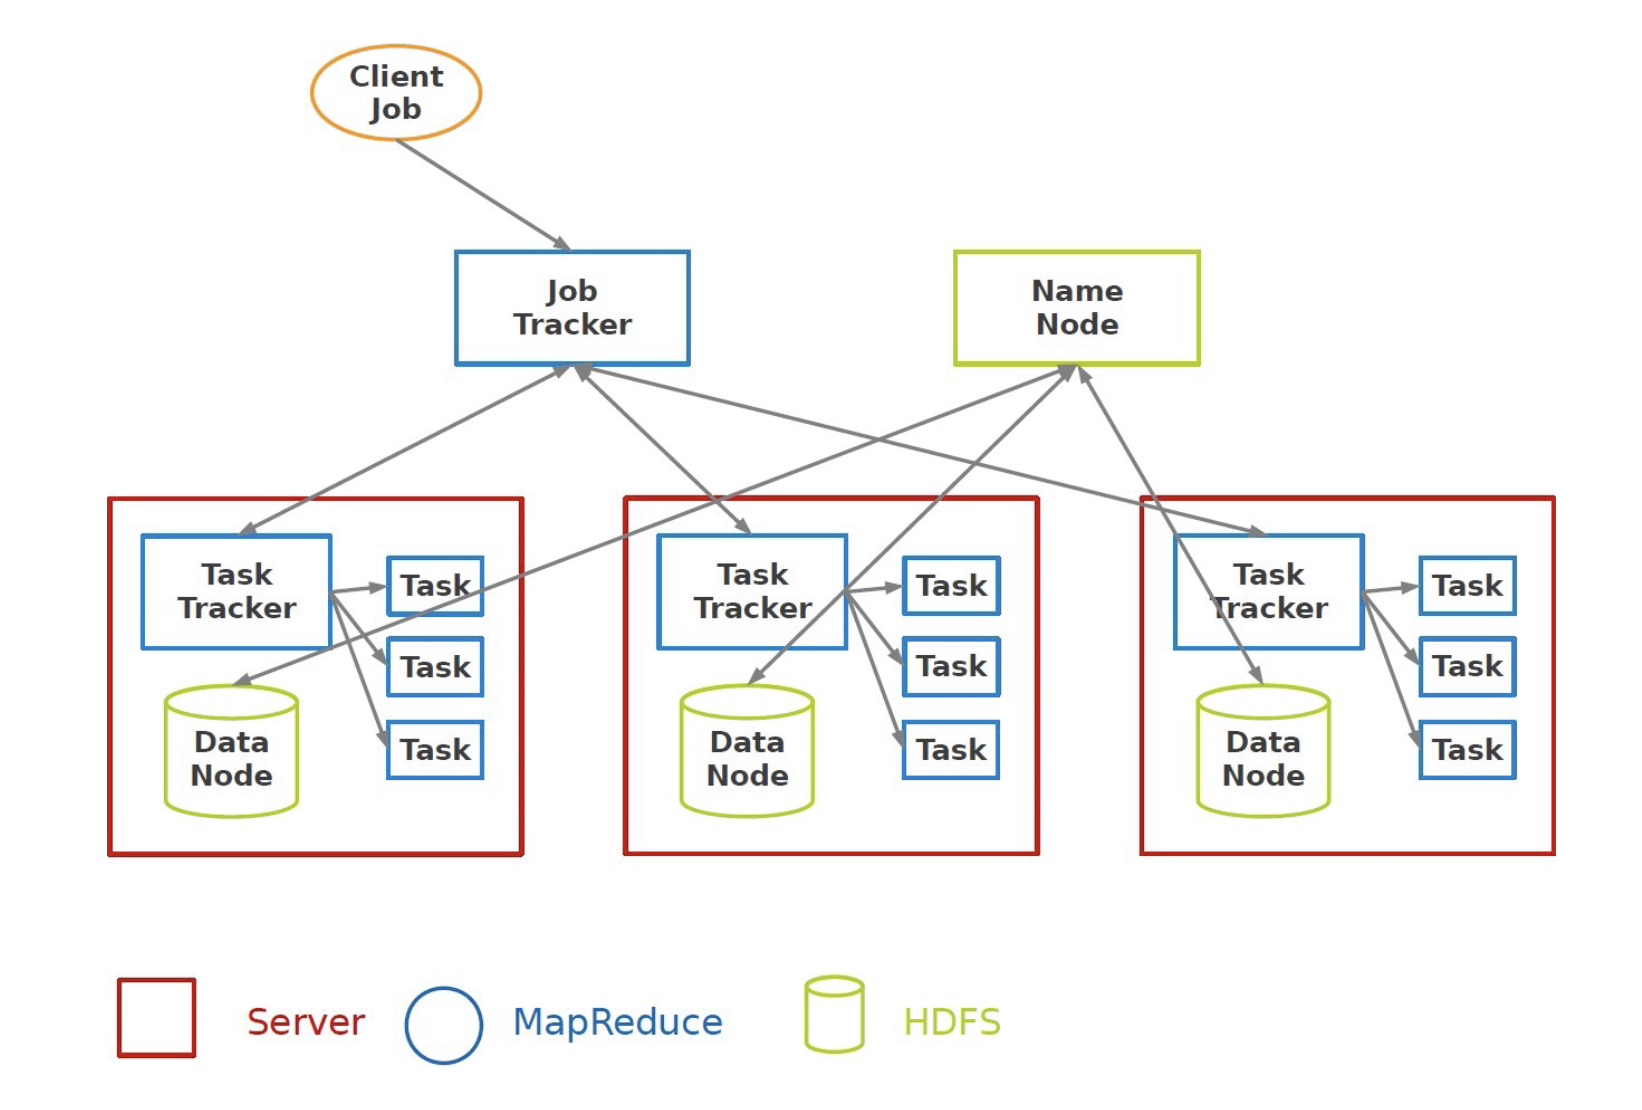 Client
Job
Job
Tracker
Name
Node
Task
Tracker
Task
Task
Task
Data
Node
Task
Tracker
Task
Task
Task
Data
Node
Task
Tracker
Task
Task
Task
Data
Node
Server
MapReduce
HDFS